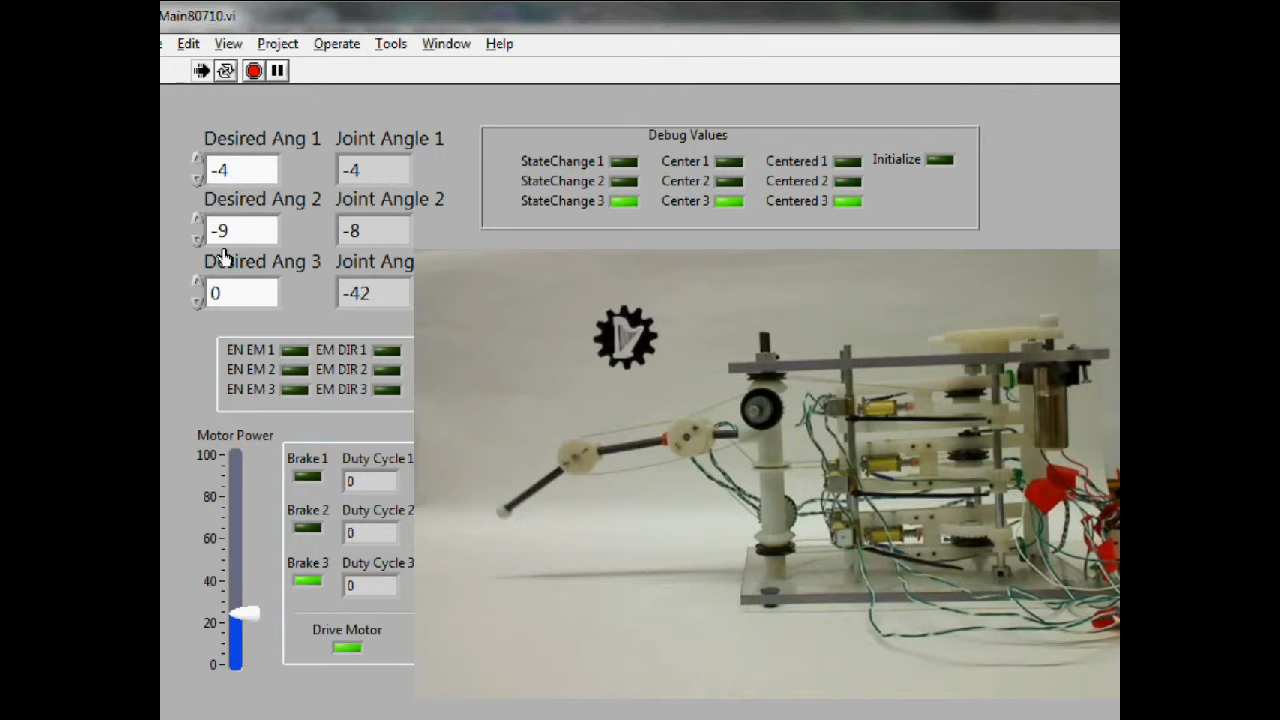 Main80710.vi
Edit View Project Operate Tools Window Help
Desired Ang 1 Joint Angle 1
-4 -4
Desired Ang 2 Joint Angle 2
-9 -8
Desired Ang 3 Joint Ang
0 -42
Debug Values
StateChange 1 Center 1 Centered 1 Initialize
StateChange 2 Center 2 Centered 2
StateChange 3 Center 3 Centered 3
EN EM 1 EM DIR 1
EN EM 2 EM DIR 2
EN EM 3 EM DIR 3
Motor Power
100
80
60
40
20
0
Brake 1 Duty Cycle 1
0
Brake 2 Duty Cycle 2
0
Brake 3 Duty Cycle 3
0
Drive Motor